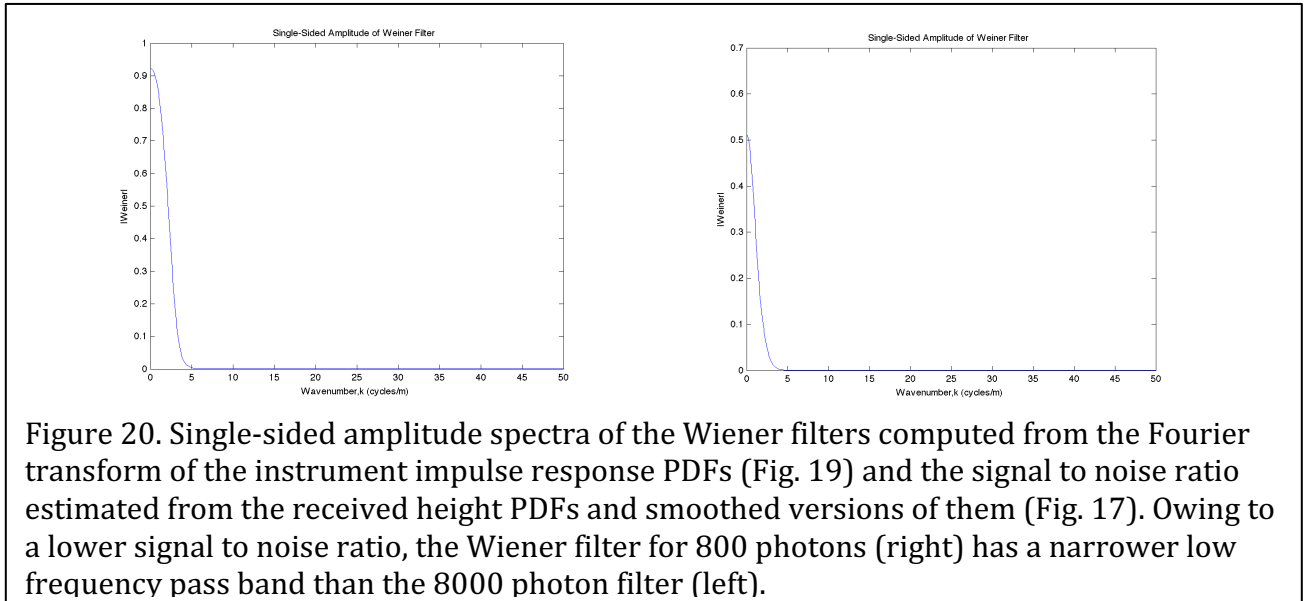 Single-Sided Amplitude of Weiner Filter
1
0.9
0.8
0.7
0.6
0.5
0.4
0.3
0.2
0.1
0
|Weiner|
0 5 10 15 20 25 30 35 40 45 50
Wavenumber,k (cycles/m)
Single-Sided Amplitude of Weiner Filter
0.7
0.6
0.5
0.4
0.3
0.2
0.1
0
|Weiner|
0 5 10 15 20 25 30 35 40 45 50
Wavenumber,k (cycles/m)
Figure 20. Single-sided amplitude spectra of the Wiener filters computed from the Fourier
transform of the instrument impulse response PDFs (Fig. 19) and the signal to noise ratio
estimated from the received height PDFs and smoothed versions of them (Fig. 17). Owing to
a lower signal to noise ratio, the Wiener filter for 800 photons (right) has a narrower low
frequency pass band than the 8000 photon filter (left).